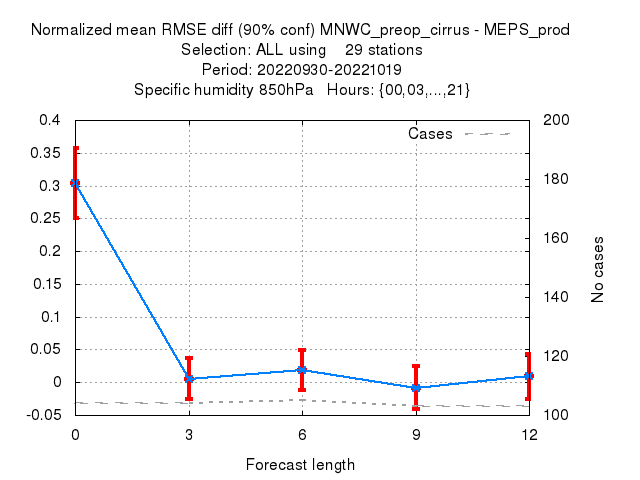 Normalized mean RMSE diff (90% conf) MNWC_preop_cirrus - MEPS_prod
Selection: ALL using    29 stations
Period: 20220930-20221019
Specific humidity 850hPa   Hours: {00,03,...,21}
Cases
0.4
0.35
0.3
0.25
0.2
0.15
0.1
0.05
0
-0.05
200
180
160
140
120
100
No cases
0 3 6 9 12
Forecast length